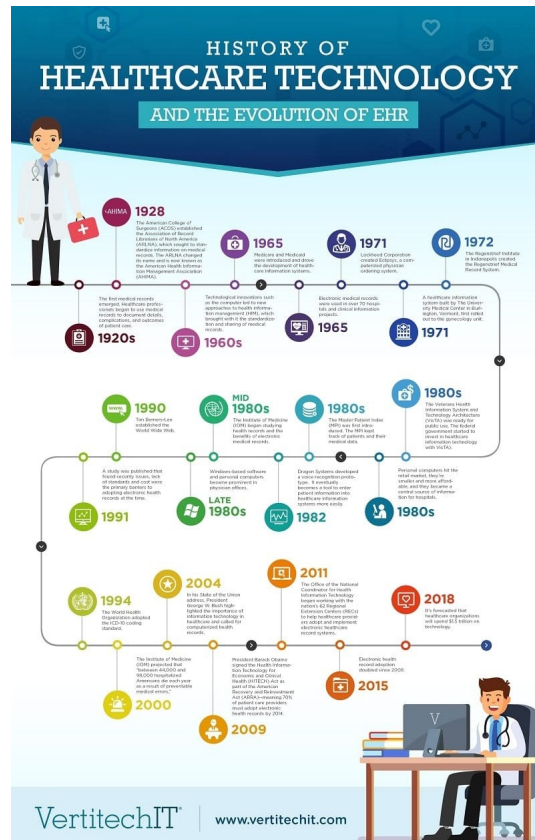 HISTORY OF
HEALTHCARE TECHNOLOGY
AND THE EVOLUTION OF EHR
AHIMA
1928
The American College of
Surgeons (ACOS) established
the Association of Record
Librarians of North America
(ARLNA), which sought to stan-
dardize information on medical
records. The ARLNA changed
its name and is now known as
the American Health Infor-
mation Management Association
(AHIMA).
1965
Medicare and Medicaid
were introduced and drove
the development of health-
care information systems.
1971
Lockheed Corporation
created Eclipsys, a com-
puterized physician
ordering system.
1972
The Regenstrief Institute
in Indianapolis created
the Regenstrief Medical
Record System.
The first medical records
emerged. Healthcare profes-
sionals began to use medical
records to document details,
complications, and outcomes
of patient care.
1920s
Technological innovations such
as the computer led to new
approaches to health informa-
tion management (HIM), which
brought with it the standardiza-
tion and sharing of medical
records.
1960s
Electronic medical records
were used in over 70 hospi-
tals and clinical information
projects.
1965
A healthcare information
system built by The Univer-
sity Medical Center in Burl-
ington, Vermont, first rolled
out to the gynecology unit.
1971
1990
Tim Berners-Lee
established the
World Wide Web.
MID
1980s
The Institute of Medicine
(IOM) began studying
health records and the
benefits of electronic
medical records.
1980s
The Master Patient Index
(MPI) was first intro-
duced. The MPI kept
track of patients and their
medical data.
1980s
The Veterans Health
Information System and
Technology Architecture
(VistA) was ready for
public use. The federal
government started to
invest in healthcare
information technology
with VistA.
A study was published that
found security issues, lack
of standards and cost were
the primary barriers to
adopting electronic health
records at the time.
1991
Windows-based software
and personal computers
became prominent in
physician offices.
LATE
1980s
Dragon Systems developed
a voice recognition proto-
type. It eventually
becomes a tool to enter
patient information into
healthcare information
systems more easily.
1982
Personal computers hit the
retail market, they're
smaller and more afford-
able, and they became a
central source of informa-
tion for hospitals.
1980s
1994
The World Health
Organization adopted
the ICD-10 coding
standard.
2004
In his State of the Union
address, President
George W. Bush high-
lighted the importance of
information technology in
healthcare and called for
computerized health
records.
2011
The Office of the National
Coordinator for Health
Information Technology
began working with the
nation's 62 Regional
Extension Centers (RECs)
to help healthcare provid-
ers adopt and implement
electronic healthcare
record systems.
2018
It's forecasted that
healthcare organizations
will spend $1.5 billion on
technology.
The Institute of Medicine
(IOM) projected that
"between 44,000 and
98,000 hospitalized
Americans die each year
as a result of preventable
medical errors."
2000
President Barack Obama
signed the Health Informa-
tion Technology for
Economic and Clinical
Health (HITECH) Act as
part of the American
Recovery and Reinvestment
Act (ARRA)—meaning 70%
of patient care providers
must adopt electronic
health records by 2014.
2009
Electronic health
record adoption
doubled since 2008.
2015
V
VertitechIT
www.vertitechit.com